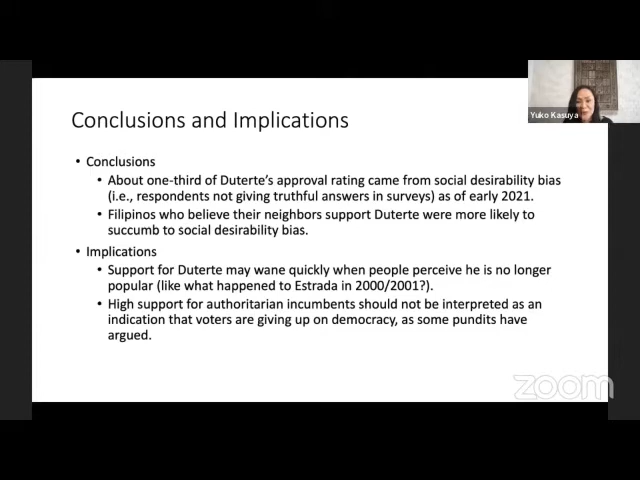 Yuko Kasuya
Conclusions and Implications
• Conclusions
• About one-third of Duterte's approval rating came from social desirability bias
(i.e., respondents not giving truthful answers in surveys) as of early 2021.
• Filipinos who believe their neighbors support Duterte were more likely to
succumb to social desirability bias.
• Implications
• Support for Duterte may wane quickly when people perceive he is no longer
popular (like what happened to Estrada in 2000/2001?).
• High support for authoritarian incumbents should not be interpreted as an
indication that voters are giving up on democracy, as some pundits have
argued.
zoom